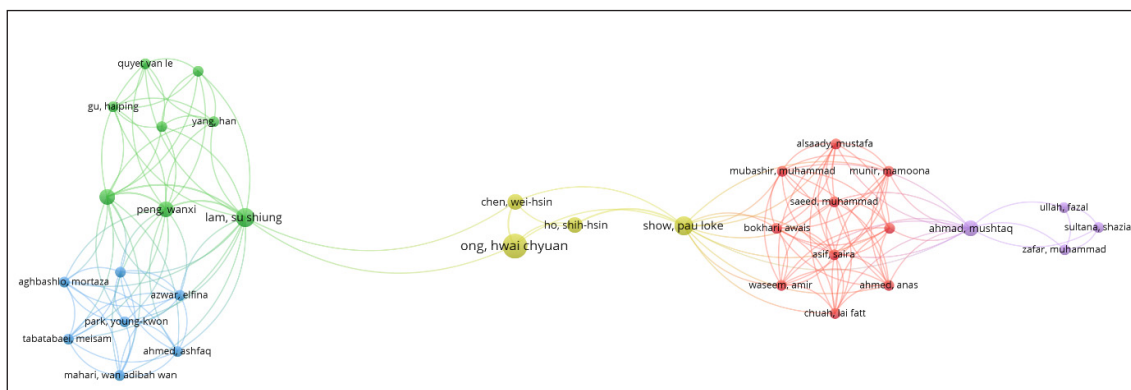 quyet van le
gu, haiping
yang, han
peng, wanxi
lam, su shiung
aghbashlo, mortaza
azwar, elfina
park, young-kwon
tabatabaei, meisam
ahmed, ashfaq
mahari, wan adibah wan
chen, wei-hsin
ho, shih-hsin
ong, hwai chyuan
show, pau loke
alsaady, mustafa
mubashir, muhammad
munir, mamoona
saeed, muhammad
bokhari, awais
asif, saira
waseem, amir
ahmed, anas
chuah, lai fatt
ahmad, mushtaq
ullah, fazal
sultana, shazia
zafar, muhammad